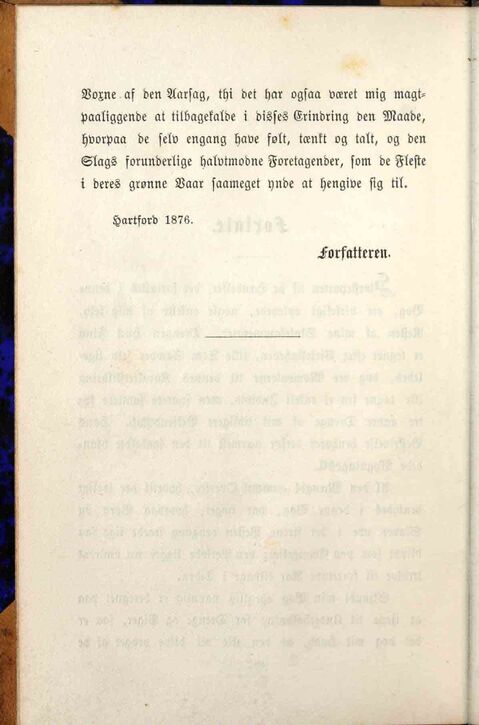 Voxne af den Aarsag, thi det har ogsaa været mig magt-
paaliggende at tilbagekalde i disses Erindring den Maade,
hvorpaa de selv engang have følt, tænkt og talt, og den
Slags forunderlige halvtmodne Foretagender, som de Fleste
i deres grønne Vaar saameget ynde at hengive sig til.
Hartford 1876.
Forfatteren.